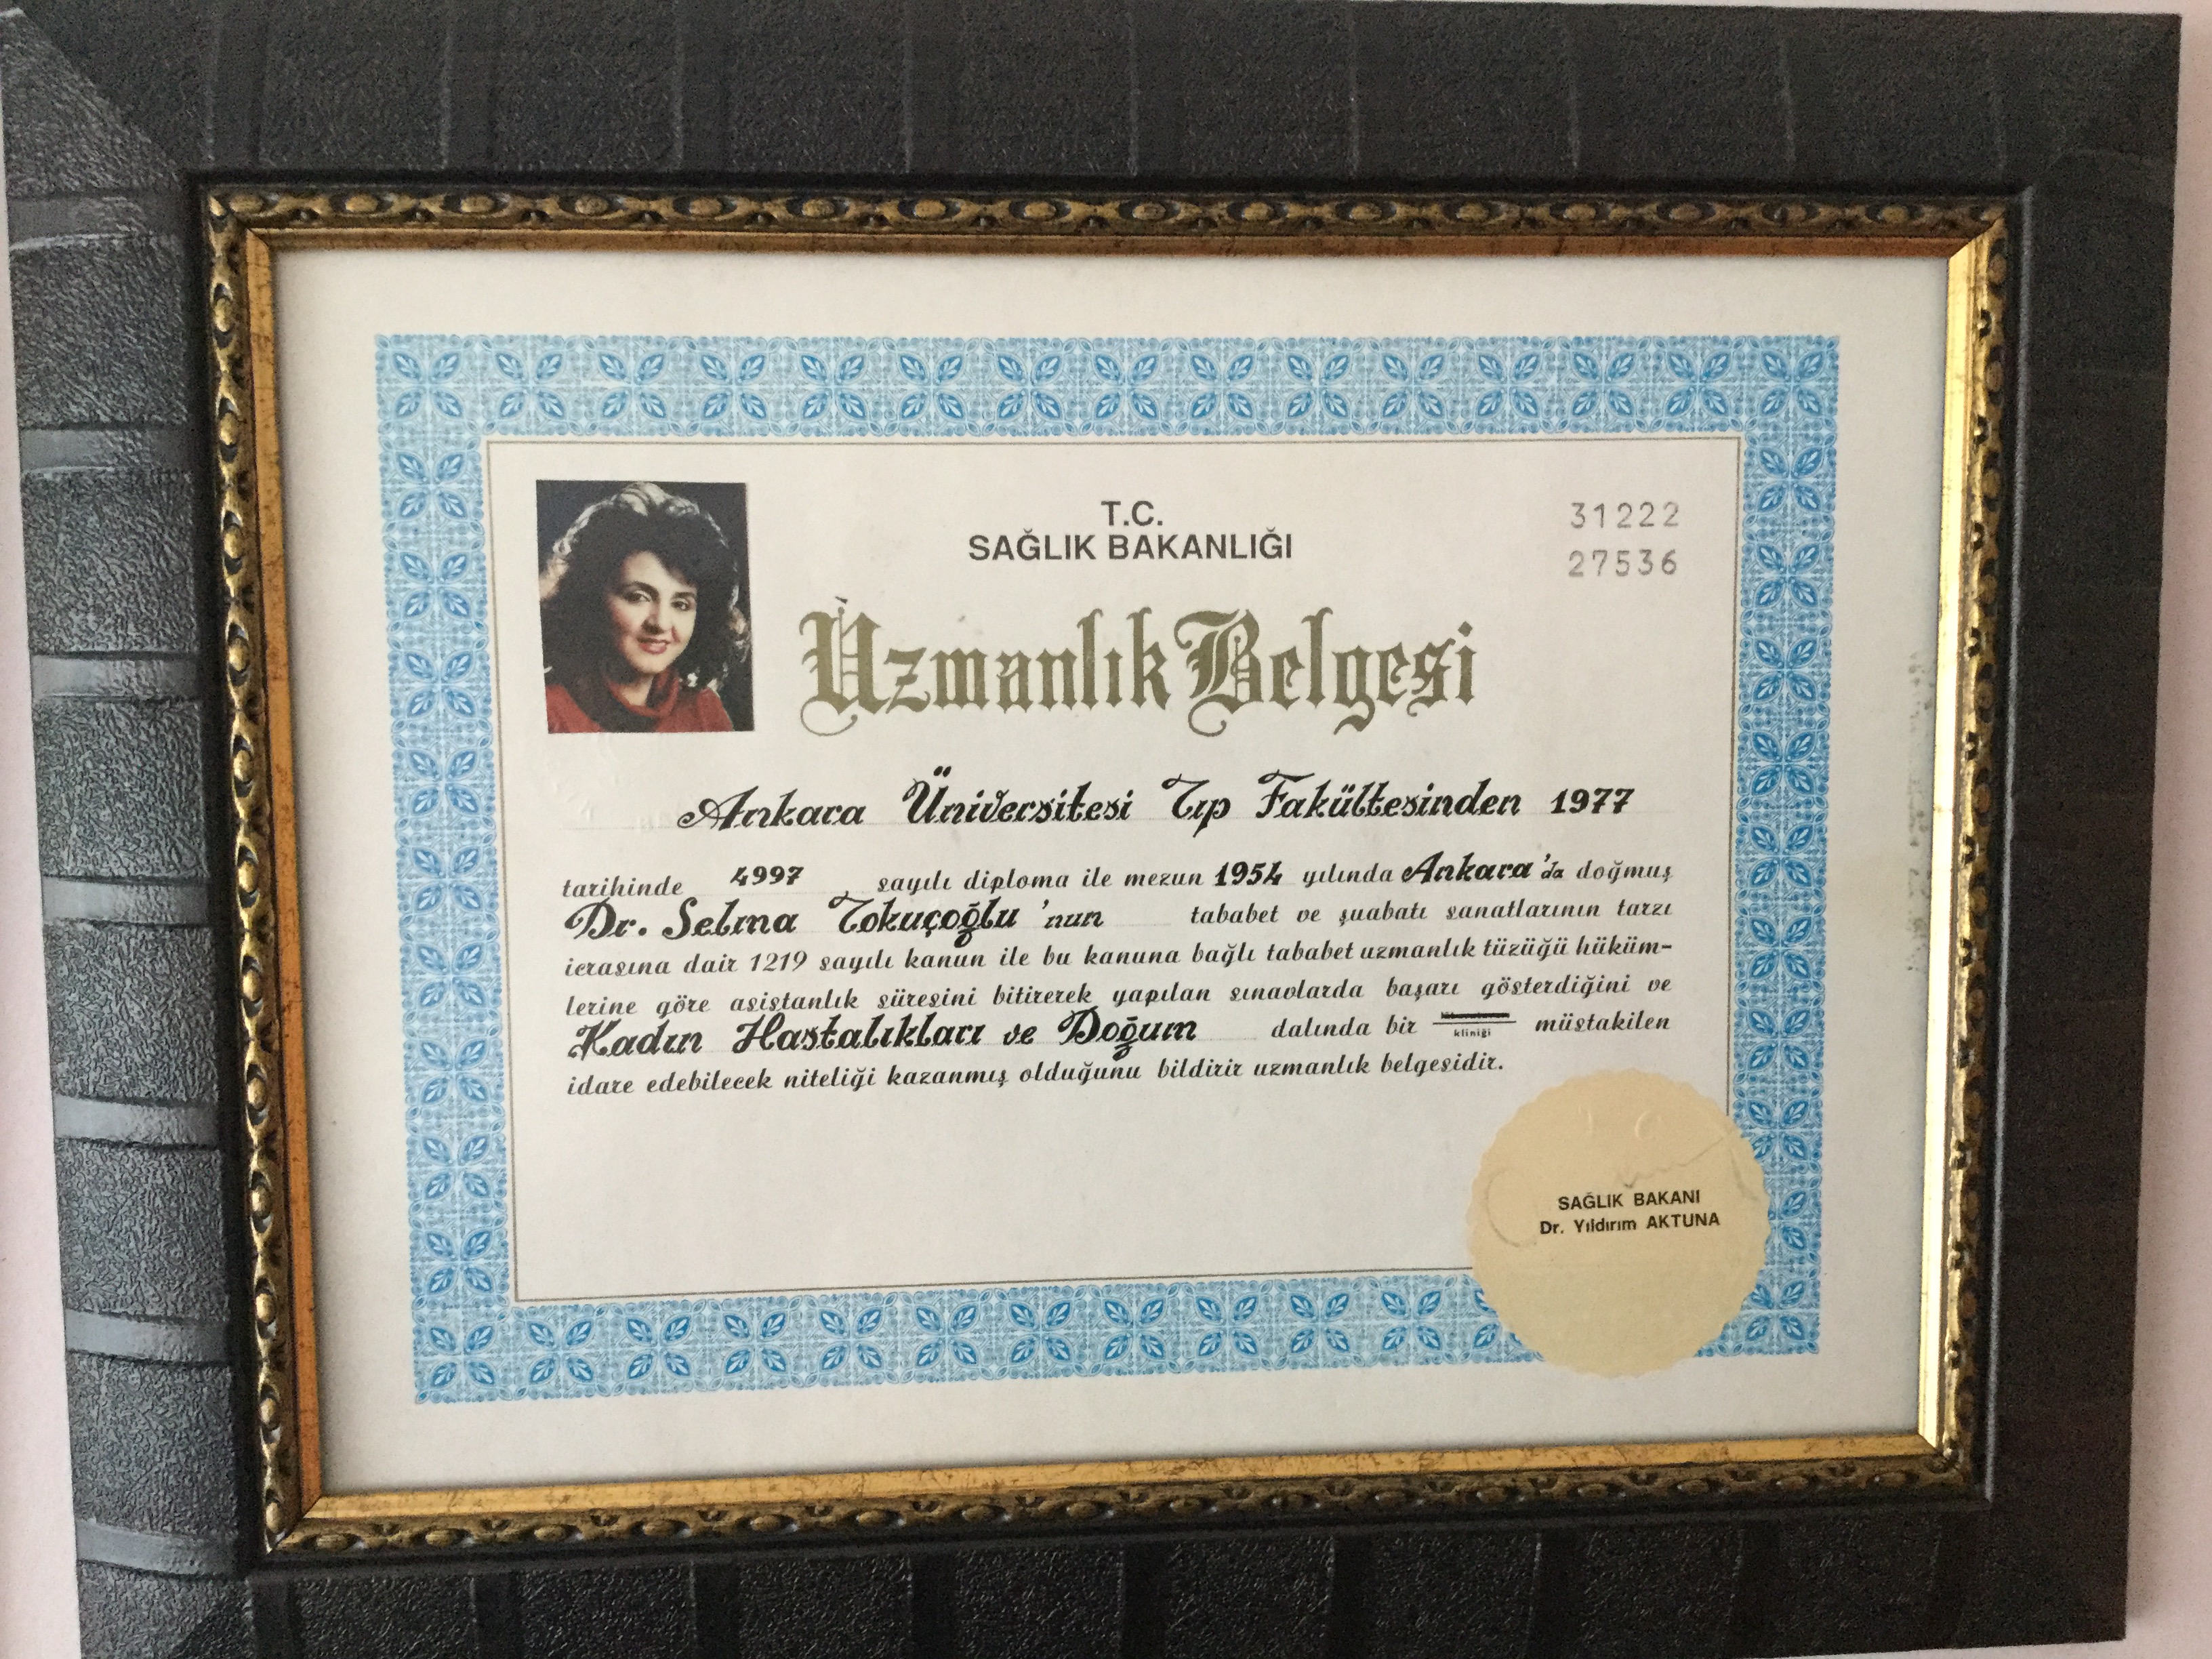 T.C.
SAĞLIK BAKANLIĞI
31222
27536
Uzmanlık Belgesi
Ankara Üniversitesi Tıp Fakültesinden 1977
tarihinde 4997 , sayılı diploma ile mezun 1954 yılında Ankara'da doğmuş
Dr. Selma Tokuçoğlu'nun tababet ve şuabatı sanatlarının tarzı
icrasına dair 1219 sayılı kanun ile bu kanuna bağlı tababet uzmanlık tüzüğü hüküm-
lerine göre asistanlık süresini bitirerek yapılan sınavlarda başarı gösterdiğini ve
Kadın Hastalıkları ve Doğum dalında bir kliniği müstakilen
idare edebilecek niteliği kazanmış olduğunu bildirir uzmanlık belgesidir.
SAĞLIK BAKANI
Dr. Yıldırım AKTUNA